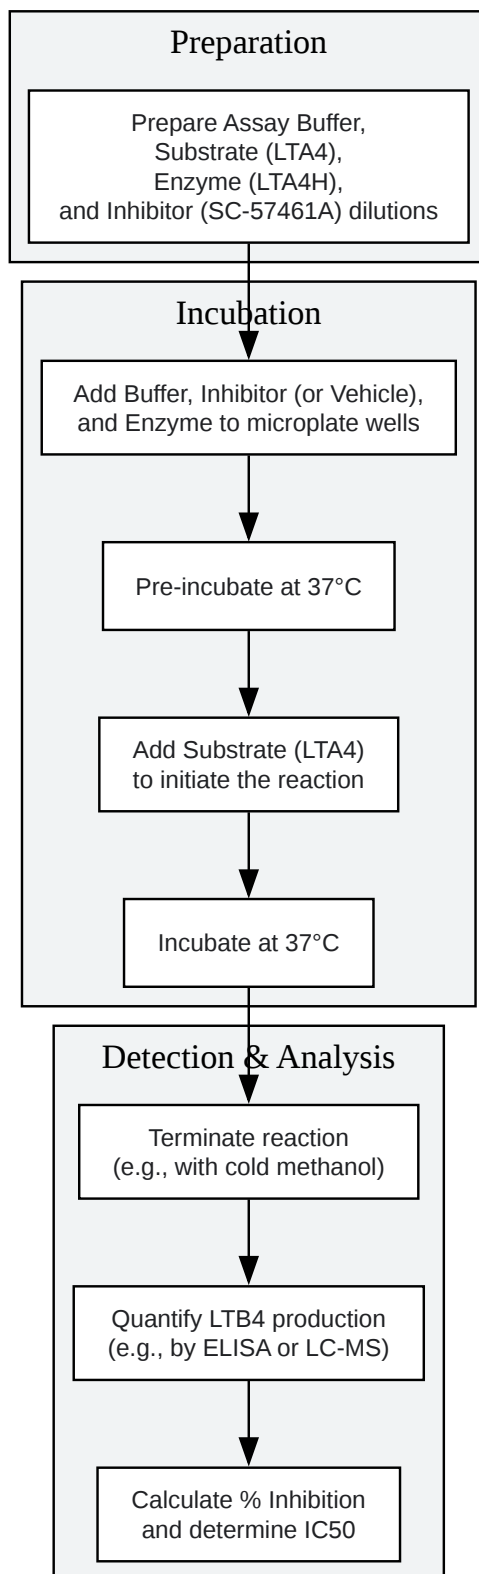 Preparation
Prepare Assay Buffer,
Substrate (LTA4),
Enzyme (LTA4H),
and Inhibitor (SC-57461A) dilutions
Incubation
Add Buffer, Inhibitor (or Vehicle),
and Enzyme to microplate wells
Pre-incubate at 37°C
Add Substrate (LTA4)
to initiate the reaction
Incubate at 37°C
Detection & Analysis
Terminate reaction
(e.g., with cold methanol)
Quantify LTB4 production
(e.g., by ELISA or LC-MS)
Calculate % Inhibition
and determine IC50